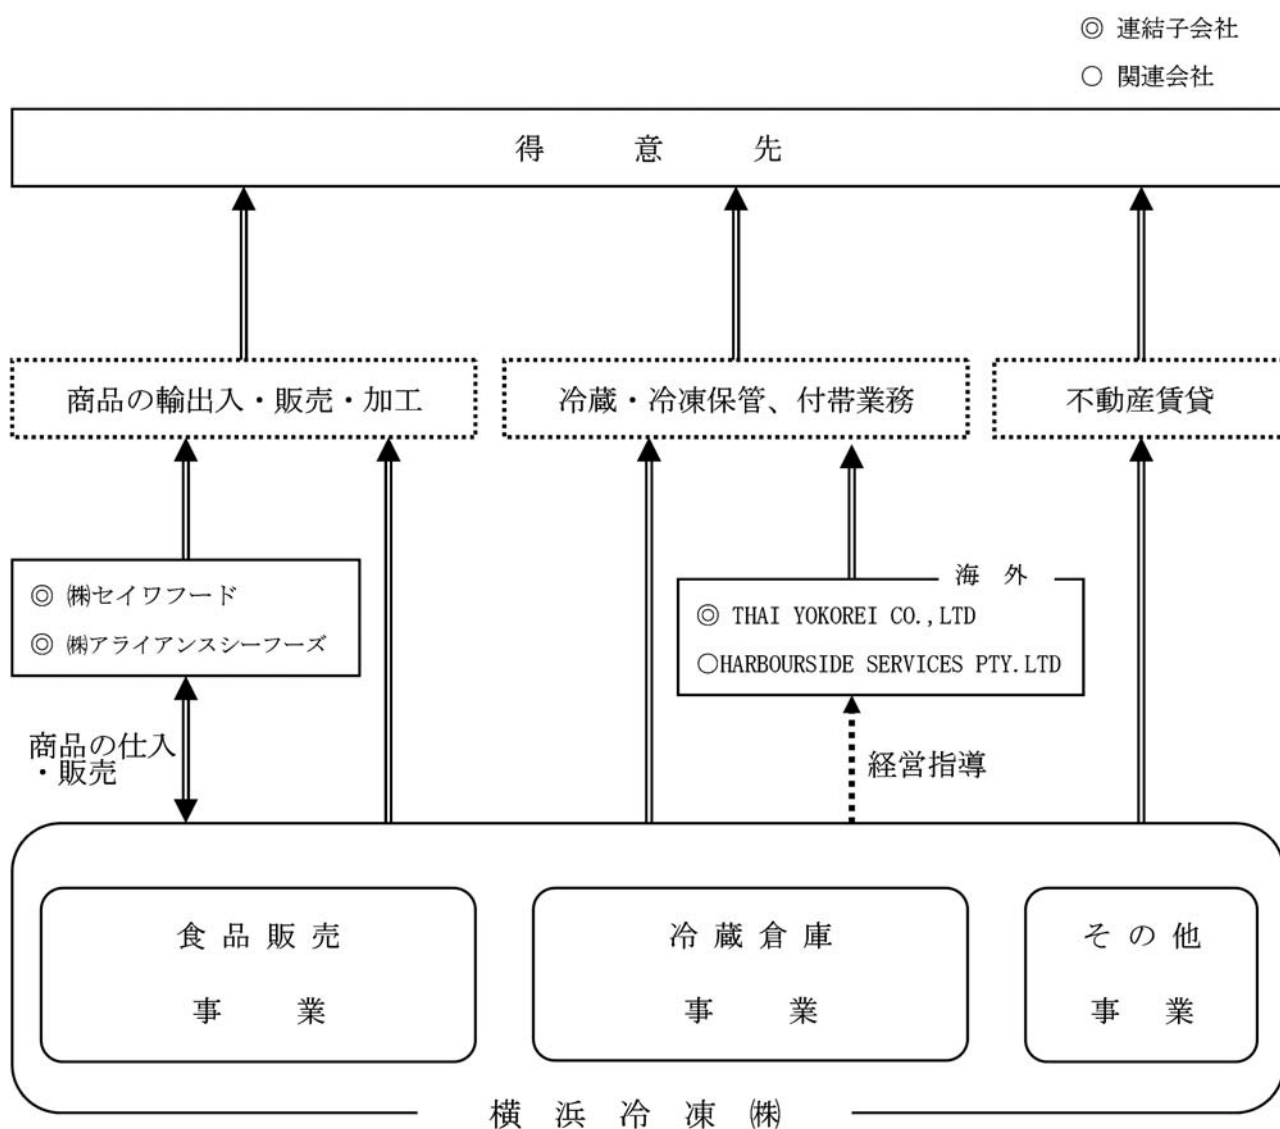 ◎ 連結子会社
○ 関連会社
得意先
商品の輸出入・販売・加工
冷蔵・冷凍保管、付帯業務
不動産賃貸
◎ ㈱セイワフード
◎ ㈱アライアンスシーフーズ
海外
◎ THAI YOKOREI CO.,LTD
○HARBOURSIDE SERVICES PTY.LTD
商品の仕入
・販売
経営指導
食品販売
事業
冷蔵倉庫
事業
その他
事業
横浜冷凍㈱